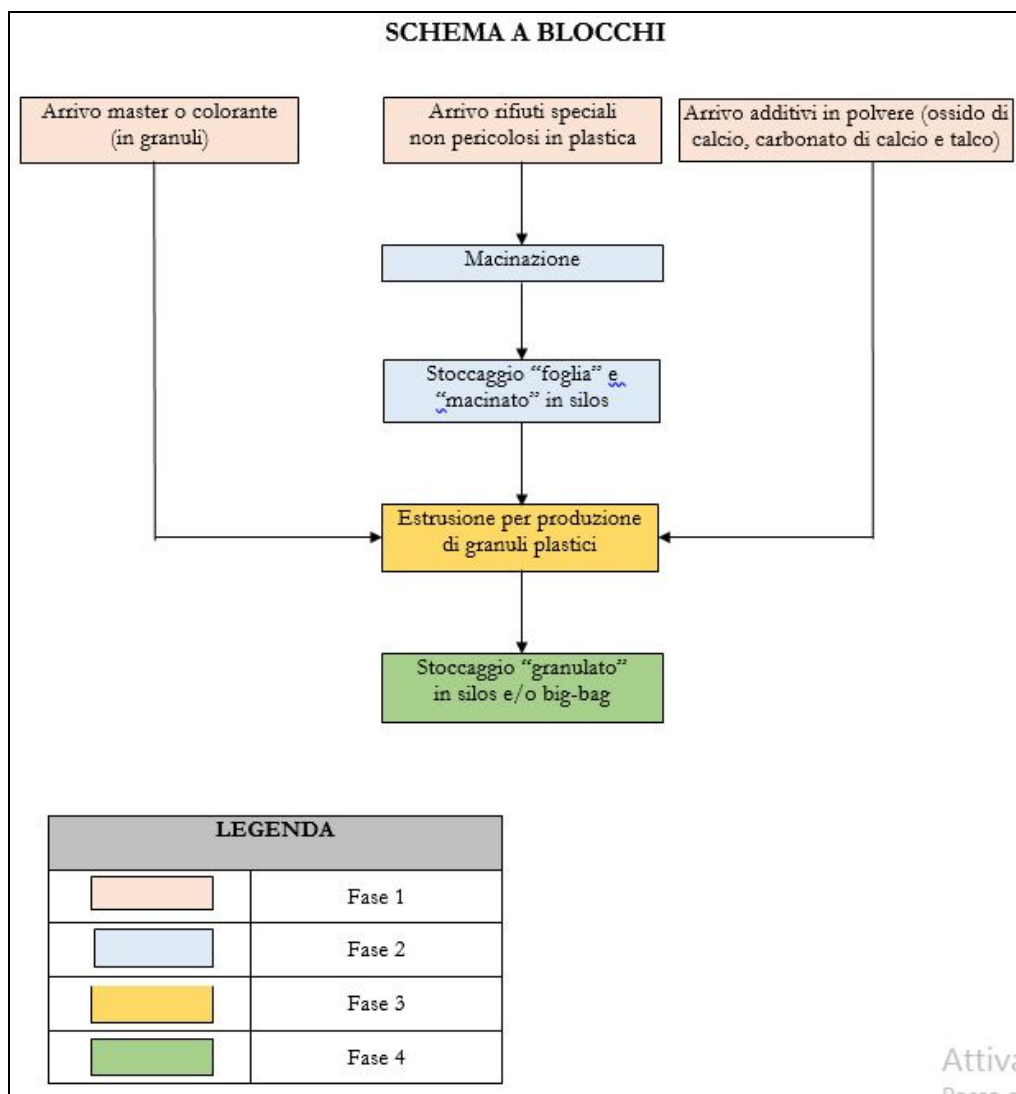 SCHEMA A BLOCCHI
Arrivo master o colorante
(in granuli)
Arrivo rifiuti speciali
non pericolosi in plastica
Arrivo additivi in polvere (ossido di
calcio, carbonato di calcio e talco)
Macinazione
Stoccaggio “foglia” e
“macinato” in silos
Estrusione per produzione
di granuli plastici
Stoccaggio “granulato”
in silos e/o big-bag
LEGENDA
Fase 1
Fase 2
Fase 3
Fase 4
Attiva